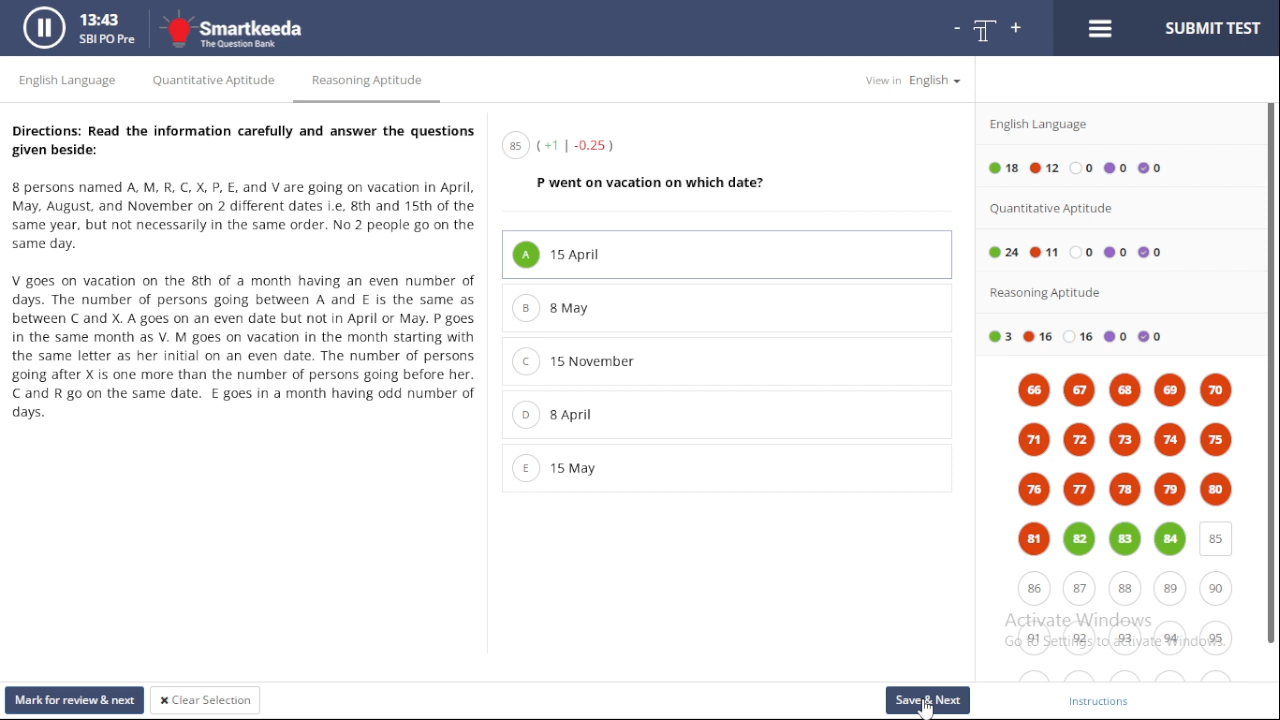 13:43
SBI PO Pre
Smartkeeda
The Question Bank
- T +
SUBMIT TEST
English Language Quantitative Aptitude Reasoning Aptitude
View in English
Directions: Read the information carefully and answer the questions
given beside:
8 persons named A, M, R, C, X, P, E, and V are going on vacation in April,
May, August, and November on 2 different dates i.e, 8th and 15th of the
same year, but not necessarily in the same order. No 2 people go on the
same day.
V goes on vacation on the 8th of a month having an even number of
days. The number of persons going between A and E is the same as
between C and X. A goes on an even date but not in April or May. P goes
in the same month as V. M goes on vacation in the month starting with
the same letter as her initial on an even date. The number of persons
going after X is one more than the number of persons going before her.
C and R go on the same date. E goes in a month having odd number of
days.
85 ( +1 | -0.25 )
P went on vacation on which date?
A 15 April
B 8 May
C 15 November
D 8 April
E 15 May
English Language
18 12 0 0 0
Quantitative Aptitude
24 11 0 0 0
Reasoning Aptitude
3 16 16 0 0
66 67 68 69 70
71 72 73 74 75
76 77 78 79 80
81 82 83 84 85
86 87 88 89 90
Activate Windows
91 92 93 94 95
Go to Settings to activate Windows.
Mark for review & next
Clear Selection
Save & Next
Instructions